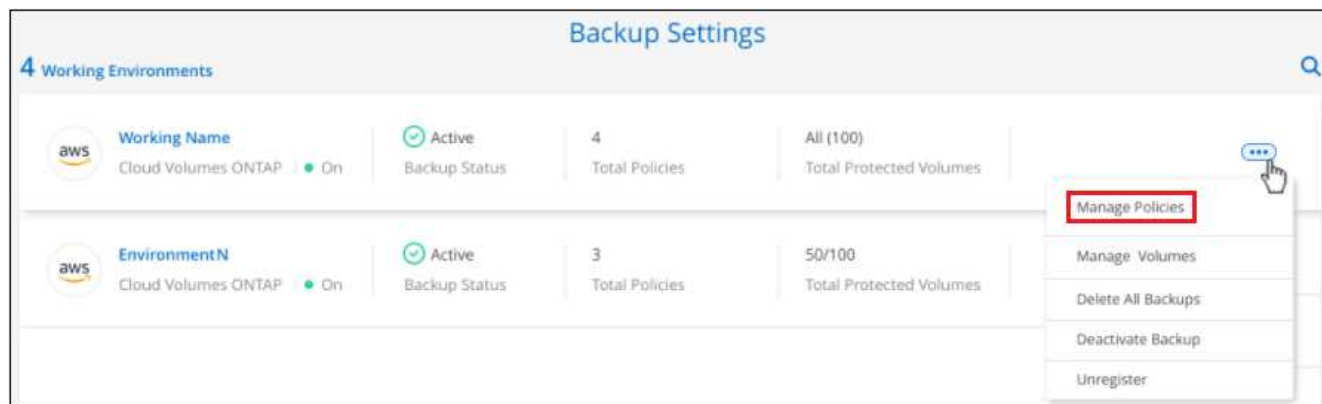 Backup Settings
4 Working Environments
aws
Working Name
Cloud Volumes ONTAP
On
Active
Backup Status
4
Total Policies
All (100)
Total Protected Volumes
Manage Policies
Manage Volumes
Delete All Backups
Deactivate Backup
Unregister
aws
EnvironmentN
Cloud Volumes ONTAP
On
Active
Backup Status
3
Total Policies
50/100
Total Protected Volumes